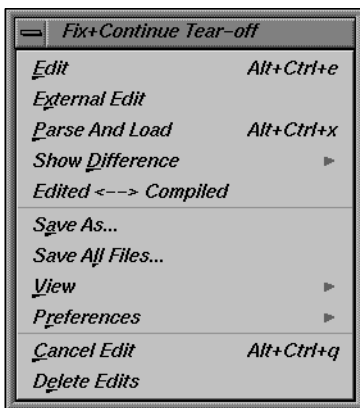 Fix+Continue Tear-off
Edit Alt+Ctrl+e
External Edit
Parse And Load Alt+Ctrl+x
Show Difference
Edited <--> Compiled
Save As...
Save All Files...
View
Preferences
Cancel Edit Alt+Ctrl+q
Delete Edits